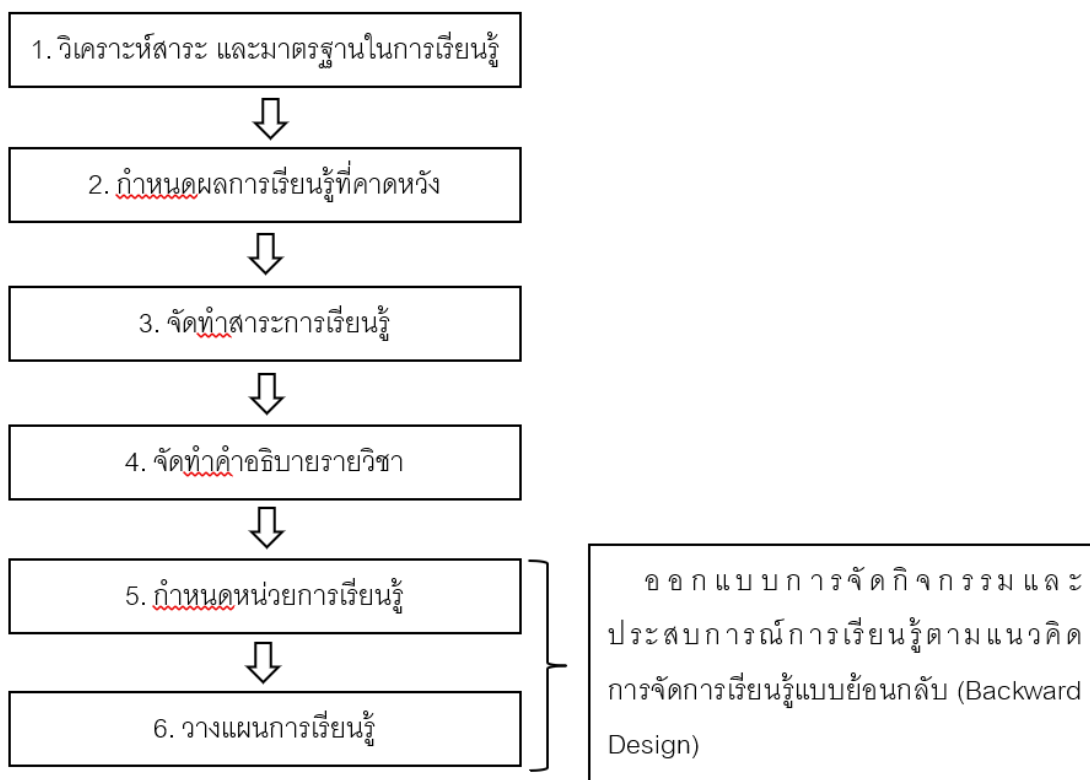 1. วิเคราะห์สาระ และมาตรฐานในการเรียนรู้
2. กำหนดผลการเรียนรู้ที่คาดหวัง
3. จัดทำสาระการเรียนรู้
4. จัดทำคำอธิบายรายวิชา
5. กำหนดหน่วยการเรียนรู้
6. วางแผนการเรียนรู้
ออกแบบการจัดกิจกรรมและ
ประสบการณ์การเรียนรู้ตามแนวคิด
การจัดการเรียนรู้แบบย้อนกลับ (Backward
Design)